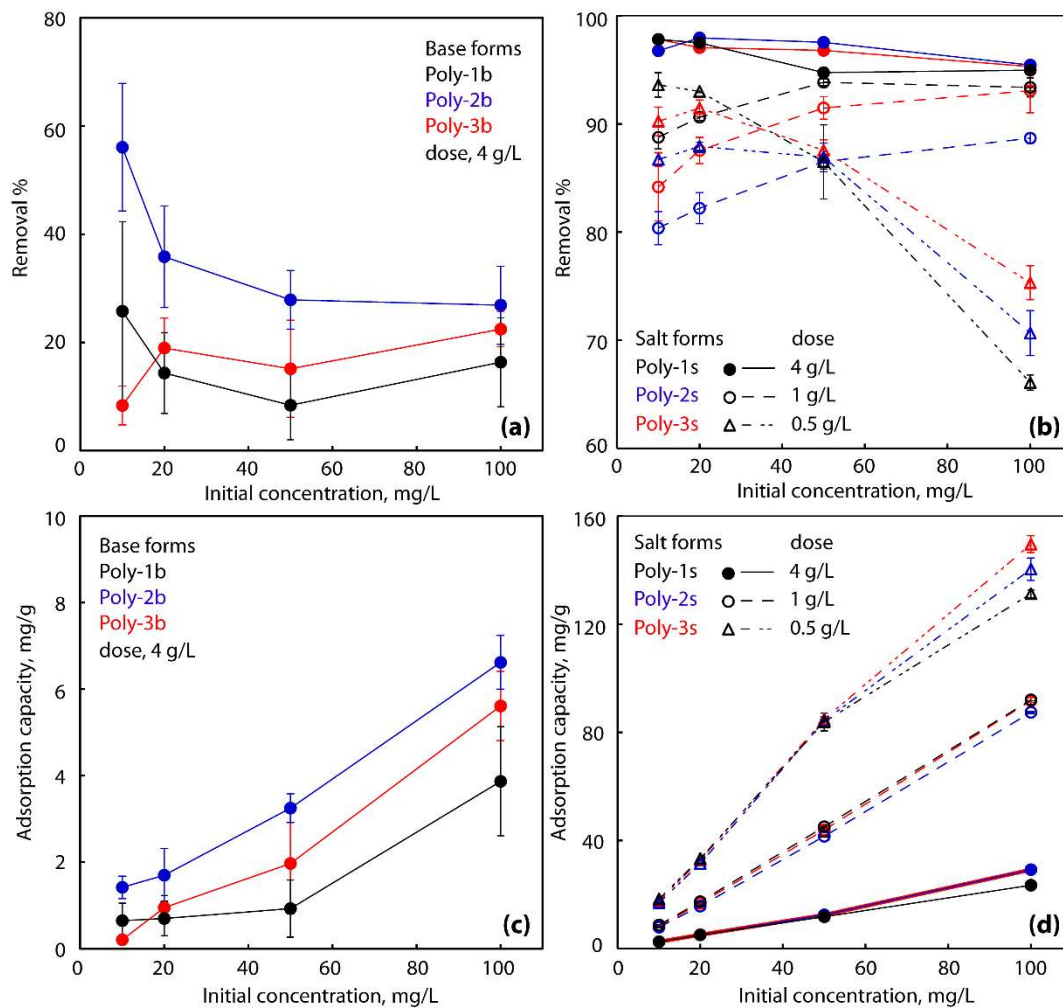 80
60
40
20
0
Removal %
Base forms
Poly-1b
Poly-2b
Poly-3b
dose, 4 g/L
(a)
0 20 40 60 80 100
Initial concentration, mg/L
100
90
80
70
60
Removal %
Salt forms dose
Poly-1s 4 g/L
Poly-2s 1 g/L
Poly-3s 0.5 g/L
(b)
0 20 40 60 80 100
Initial concentration, mg/L
10
8
6
4
2
0
Adsorption capacity, mg/g
Base forms
Poly-1b
Poly-2b
Poly-3b
dose, 4 g/L
(c)
0 20 40 60 80 100
Initial concentration, mg/L
160
120
80
40
0
Adsorption capacity, mg/g
Salt forms dose
Poly-1s 4 g/L
Poly-2s 1 g/L
Poly-3s 0.5 g/L
(d)
0 20 40 60 80 100
Initial concentration, mg/L